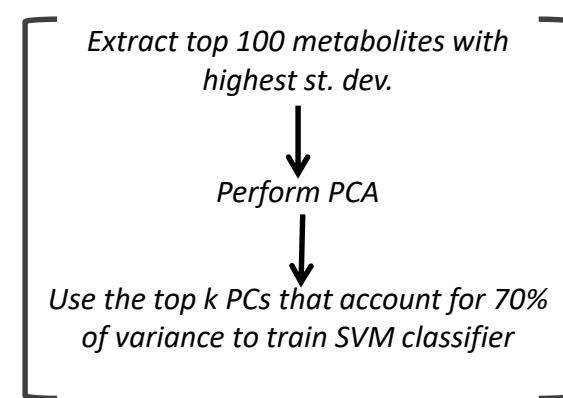 Extract top 100 metabolites with
highest st. dev.
Perform PCA
Use the top k PCs that account for 70%
of variance to train SVM classifier